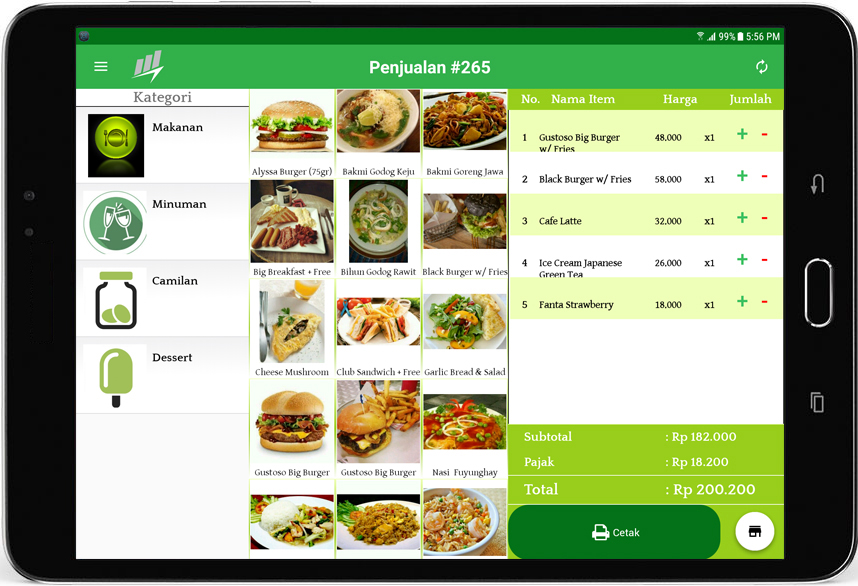 99% 5:56 PM
Penjualan #265
Kategori
Makanan
Minuman
Camilan
Dessert
Alyssa Burger (75gr)
Bakmi Godog Keju
Bakmi Goreng Jawa
Big Breakfast + Free
Bihun Godog Rawit
Black Burger w/ Fries
Cheese Mushroom
Club Sandwich + Free
Garlic Bread & Salad
Gustoso Big Burger
Gustoso Big Burger
Nasi Fuyunghay
No. Nama Item Harga Jumlah
1 Gustoso Big Burger 48.000 x1 + -
w/ Fries
2 Black Burger w/ Fries 58.000 x1 + -
3 Cafe Latte 32.000 x1 + -
4 Ice Cream Japanese 26.000 x1 + -
Green Tea
5 Fanta Strawberry 18.000 x1 + -
Subtotal : Rp 182.000
Pajak : Rp 18.200
Total : Rp 200.200
Cetak